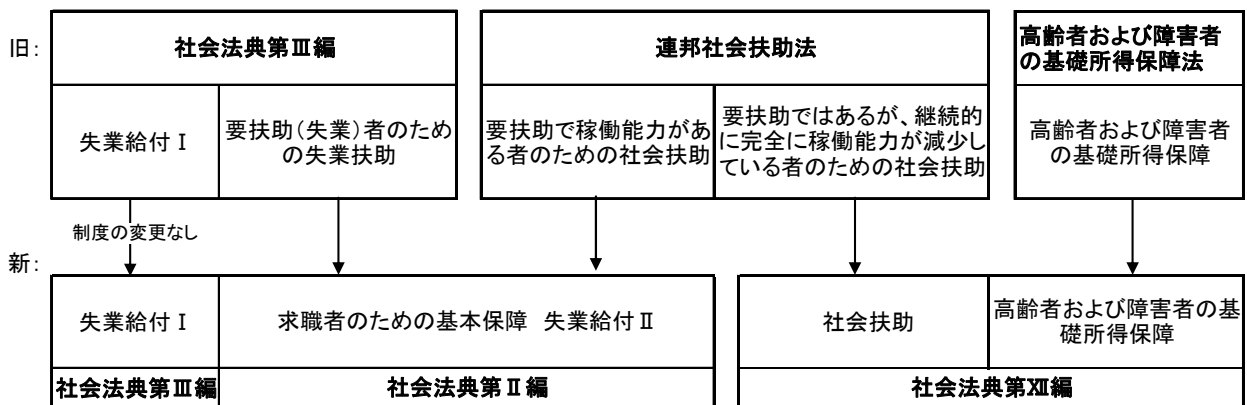 旧：
社会法典第Ⅲ編
連邦社会扶助法
高齢者および障害者
の基礎所得保障法
失業給付Ⅰ
要扶助（失業）者のため
の失業扶助
要扶助で稼働能力があ
る者のための社会扶助
要扶助ではあるが、継続的
に完全に稼働能力が減少し
ている者のための社会扶助
高齢者および障害者
の基礎所得保障
制度の変更なし
新：
失業給付Ⅰ
求職者のための基本保障　失業給付Ⅱ
社会扶助
高齢者および障害者の基
礎所得保障
社会法典第Ⅲ編
社会法典第Ⅱ編
社会法典第Ⅻ編